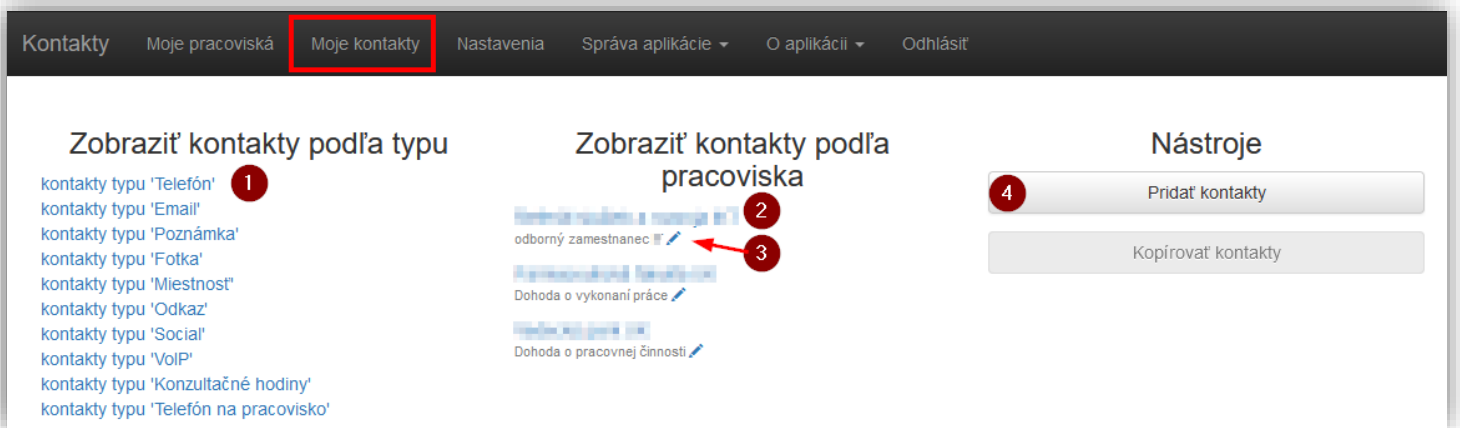 Kontakty Moje pracoviská Moje kontakty Nastavenia Správa aplikácie O aplikácii Odhlásiť
Zobraziť kontakty podľa typu
kontakty typu 'Telefón' 1
kontakty typu 'Email'
kontakty typu 'Poznámka'
kontakty typu 'Fotka'
kontakty typu 'Miestnosť'
kontakty typu 'Odkaz'
kontakty typu 'Social'
kontakty typu 'VoIP'
kontakty typu 'Konzultačné hodiny'
kontakty typu 'Telefón na pracovisko'
Zobraziť kontakty podľa
pracoviska
2
odborný zamestnanec
3
Dohoda o vykonaní práce
Dohoda o pracovnej činnosti
Nástroje
4 Pridať kontakty
Kopírovať kontakty